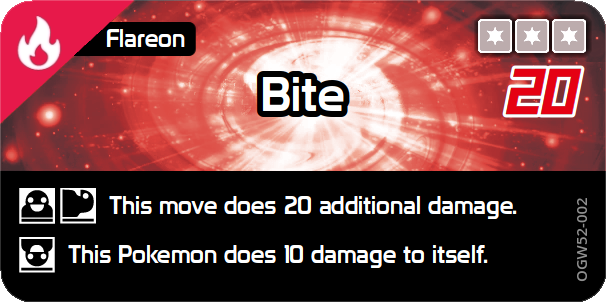 Flareon
Bite
20
This move does 20 additional damage.
This Pokemon does 10 damage to itself.
OGW52-002